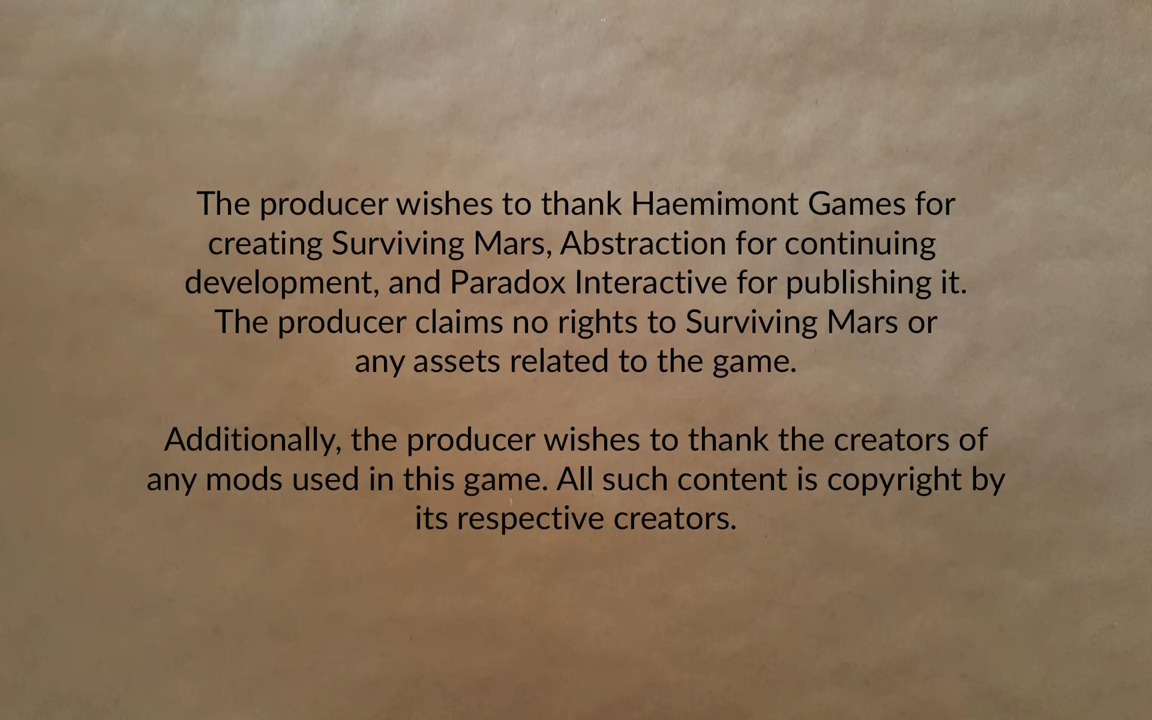 The producer wishes to thank Haemimont Games for
creating Surviving Mars, Abstraction for continuing
development, and Paradox Interactive for publishing it.
The producer claims no rights to Surviving Mars or
any assets related to the game.
Additionally, the producer wishes to thank the creators of
any mods used in this game. All such content is copyright by
its respective creators.